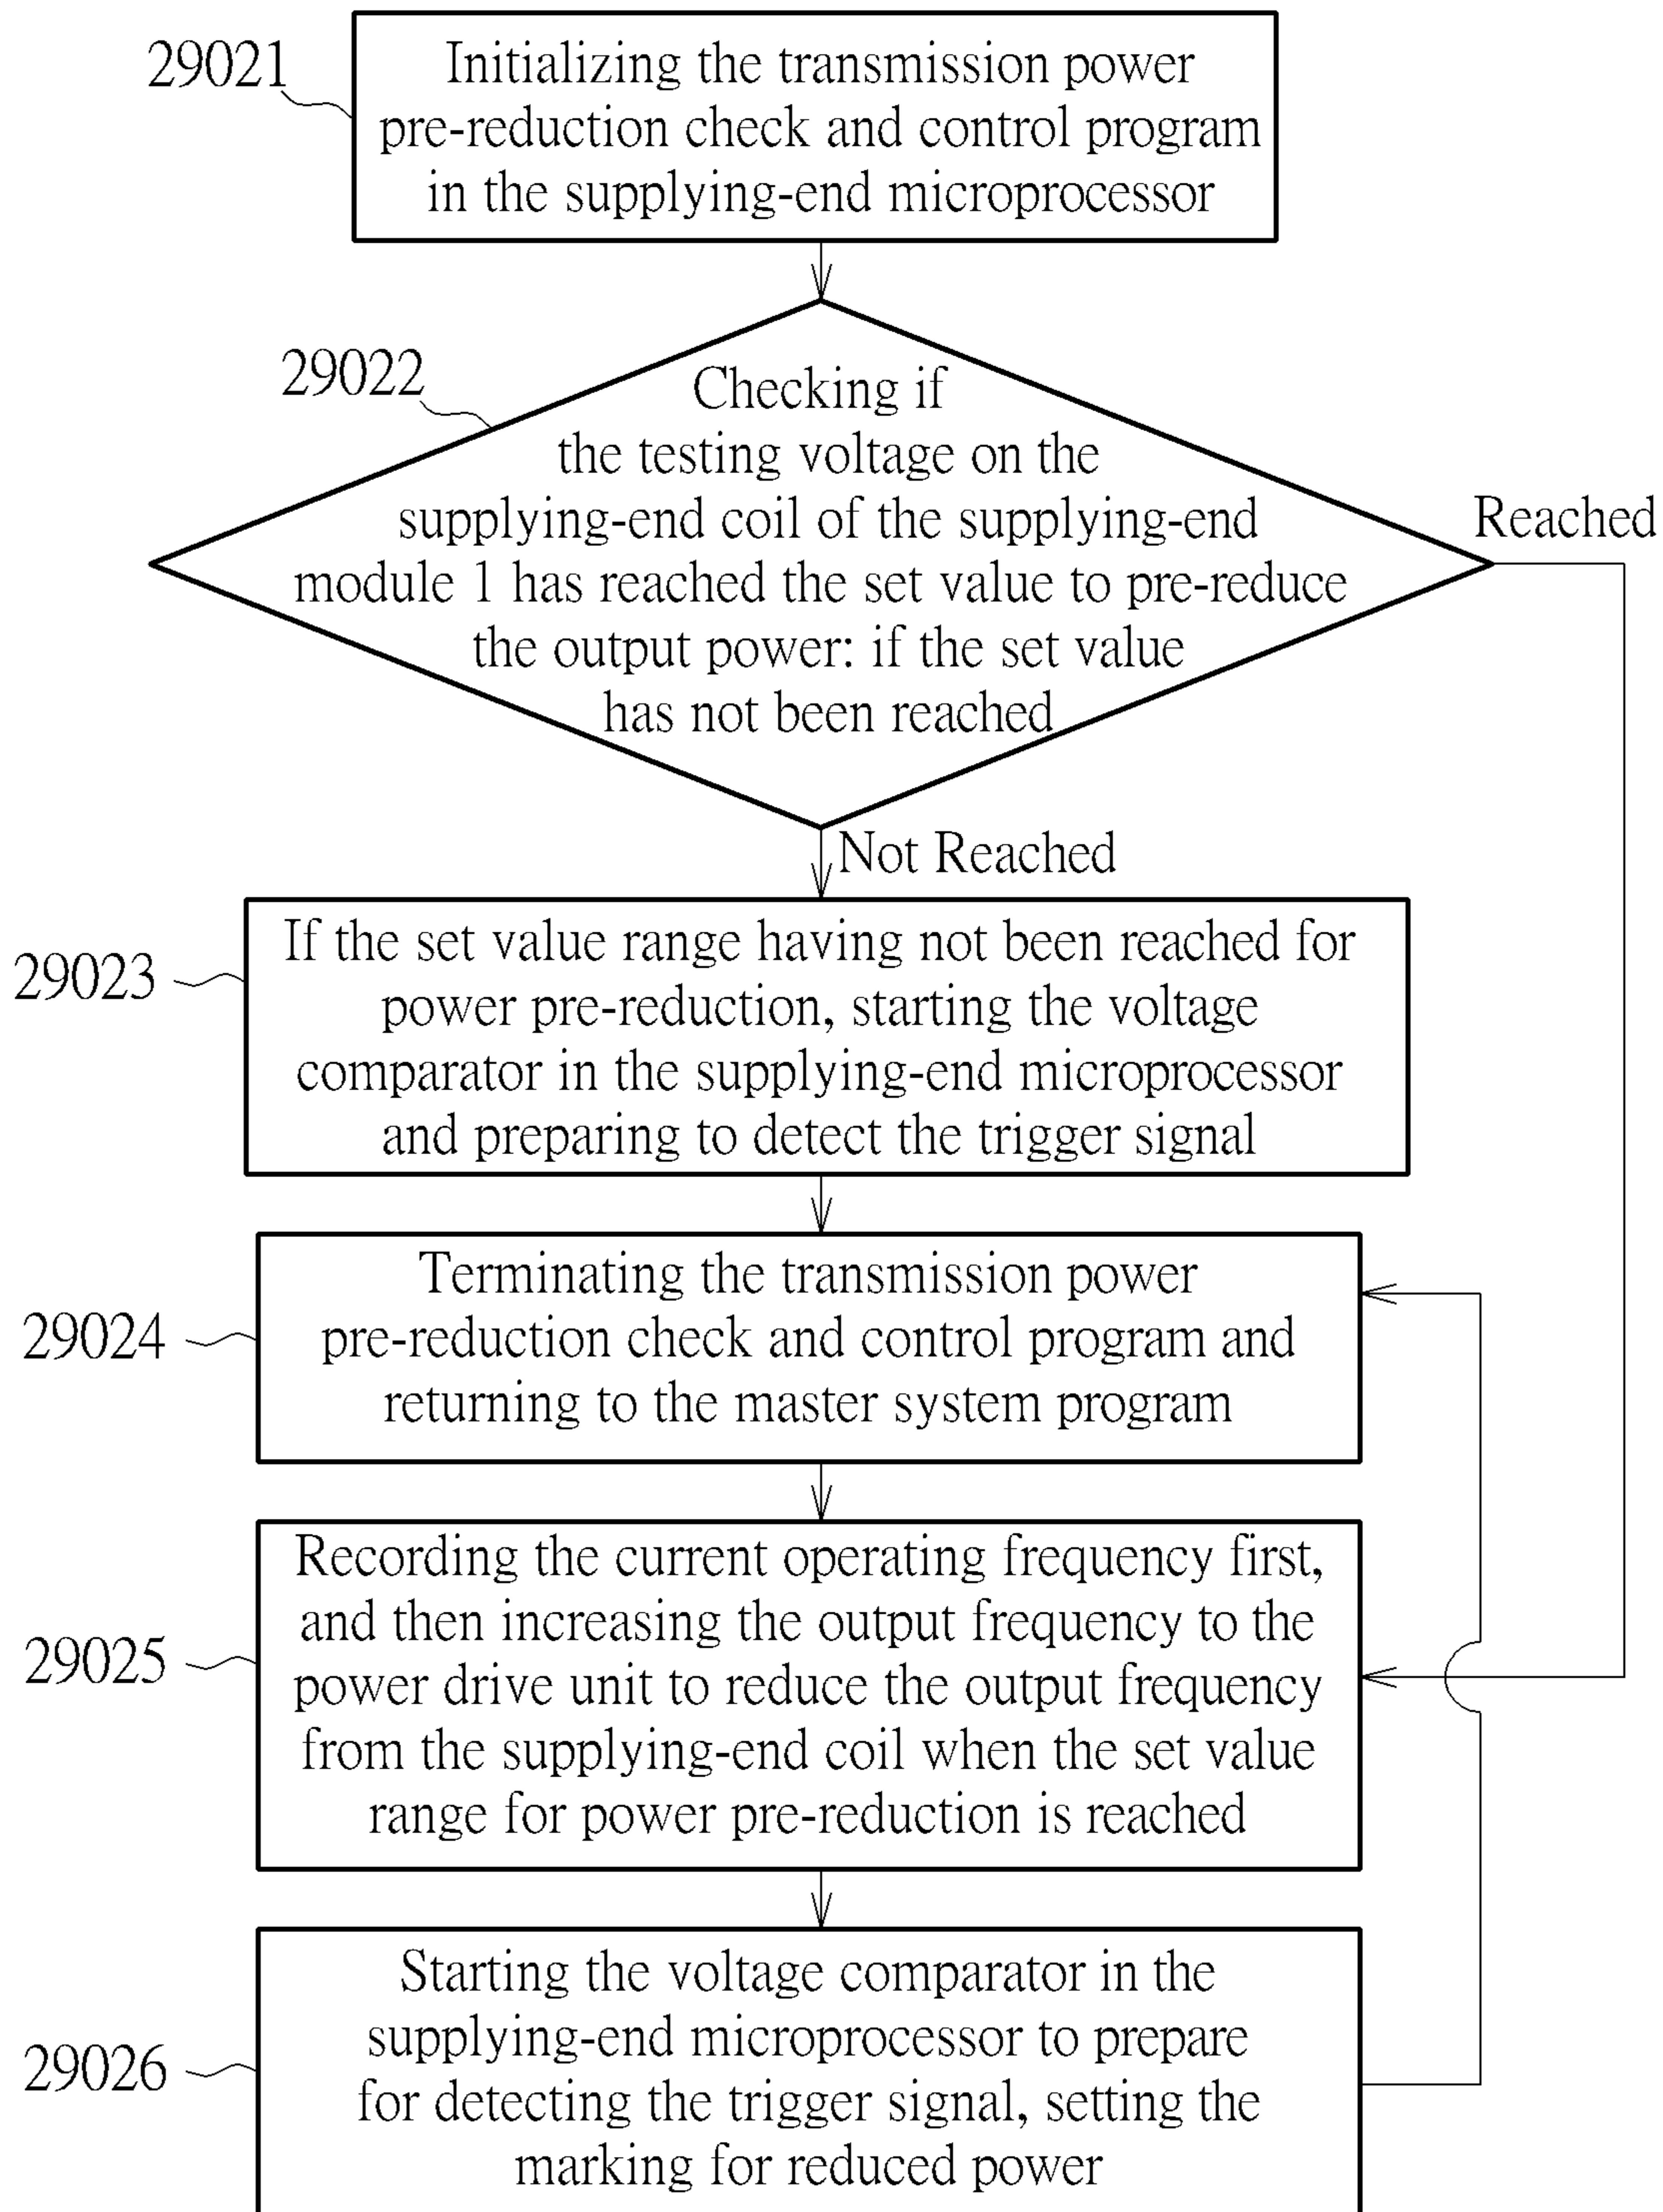 29021
Initializing the transmission power
pre-reduction check and control program
in the supplying-end microprocessor
29022
Checking if
the testing voltage on the
supplying-end coil of the supplying-end
module 1 has reached the set value to pre-reduce
the output power: if the set value
has not been reached
Reached
Not Reached
29023
If the set value range having not been reached for
power pre-reduction, starting the voltage
comparator in the supplying-end microprocessor
and preparing to detect the trigger signal
29024
Terminating the transmission power
pre-reduction check and control program and
returning to the master system program
29025
Recording the current operating frequency first,
and then increasing the output frequency to the
power drive unit to reduce the output frequency
from the supplying-end coil when the set value
range for power pre-reduction is reached
29026
Starting the voltage comparator in the
supplying-end microprocessor to prepare
for detecting the trigger signal, setting the
marking for reduced power